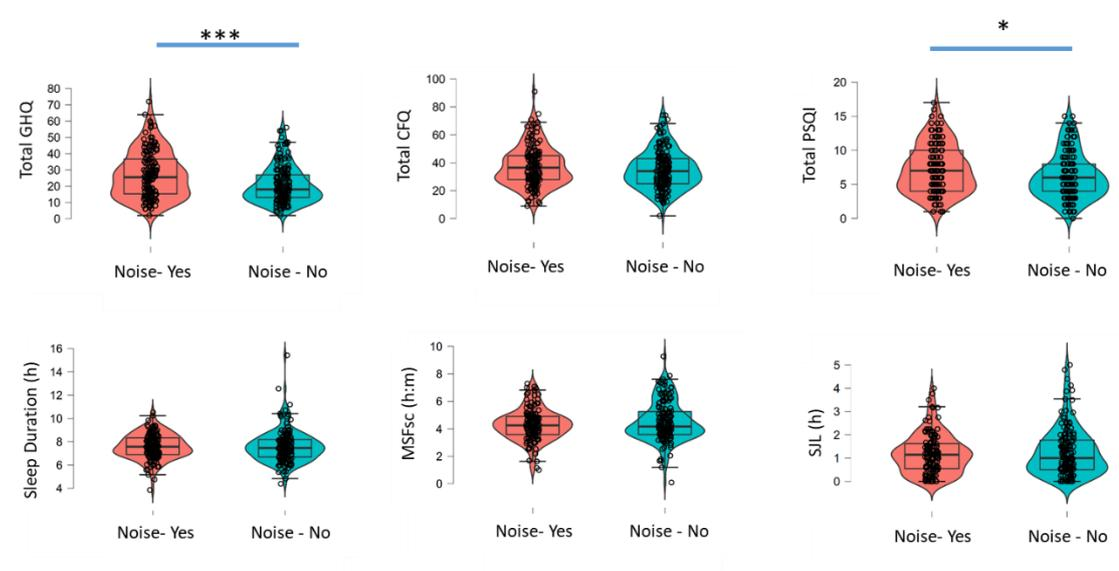 ***
*
Total GHQ
80
70
60
50
40
30
20
10
0
Noise- Yes
Noise - No
Total CFQ
100
80
60
40
20
0
Noise- Yes
Noise - No
Total PSQI
20
15
10
5
0
Noise- Yes
Noise - No
Sleep Duration (h)
16
14
12
10
8
6
4
Noise- Yes
Noise - No
MSFsc (h:m)
10
8
6
4
2
0
Noise- Yes
Noise - No
SJL (h)
5
4
3
2
1
0
Noise- Yes
Noise - No